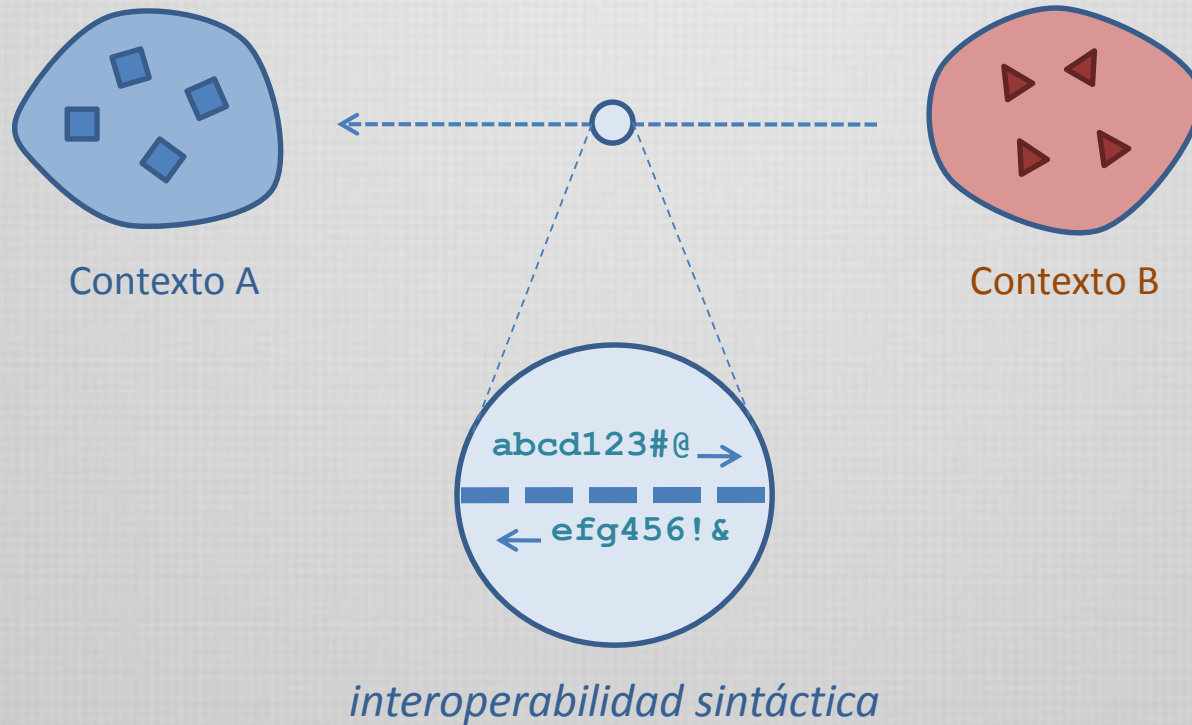 Contexto A
Contexto B
abcd123#@
efg456!&
interoperabilidad sintáctica